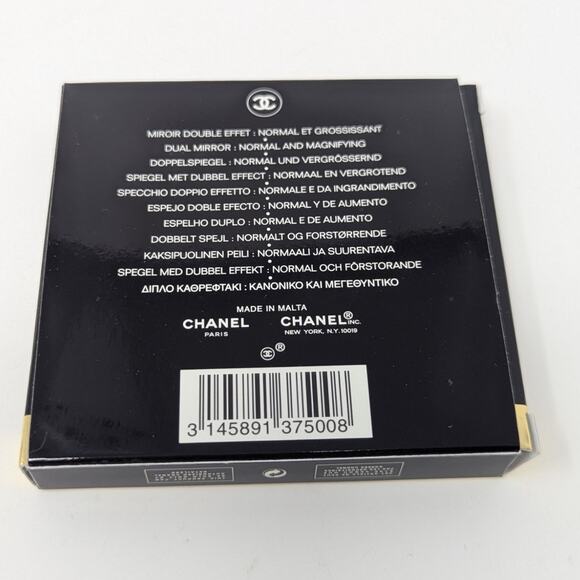 MIROIR DOUBLE EFFET : NORMAL ET GROSSISSANT
DUAL MIRROR : NORMAL AND MAGNIFYING
DOPPELSPIEGEL : NORMAL UND VERGRÖSSERND
SPIEGEL MET DUBBEL EFFECT : NORMAAL EN VERGROTEND
SPECCHIO DOPPIO EFFETTO : NORMALE E DA INGRANDIMENTO
ESPEJO DOBLE EFECTO : NORMAL Y DE AUMENTO
ESPELHO DUPLO : NORMAL E DE AUMENTO
DOBBELT SPEJL : NORMALT OG FORSTØRRENDE
KAKSIPUOLINEN PEILI : NORMAALI JA SUURENTAVA
SPEGEL MED DUBBEL EFFEKT : NORMAL OCH FÖRSTORANDE
ΔΙΠΛΟ ΚΑΘΡΕΦΤΑΚΙ : ΚΑΝΟΝΙΚΟ ΚΑΙ ΜΕΓΕΘΥΝΤΙΚΟ
MADE IN MALTA
CHANEL CHANEL® INC.
PARIS NEW YORK, N.Y. 10019
®
3 145891 375008